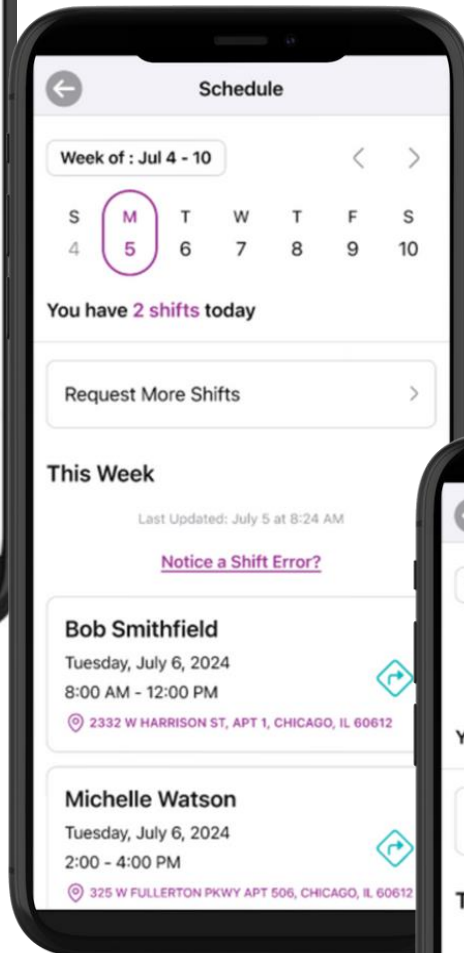 Schedule
Week of : Jul 4 - 10
S M T W T F S
4 5 6 7 8 9 10
You have 2 shifts today
Request More Shifts
This Week
Last Updated: July 5 at 8:24 AM
Notice a Shift Error?
Bob Smithfield
Tuesday, July 6, 2024
8:00 AM - 12:00 PM
2332 W HARRISON ST, APT 1, CHICAGO, IL 60612
Michelle Watson
Tuesday, July 6, 2024
2:00 - 4:00 PM
325 W FULLERTON PKWY APT 506, CHICAGO, IL 60612